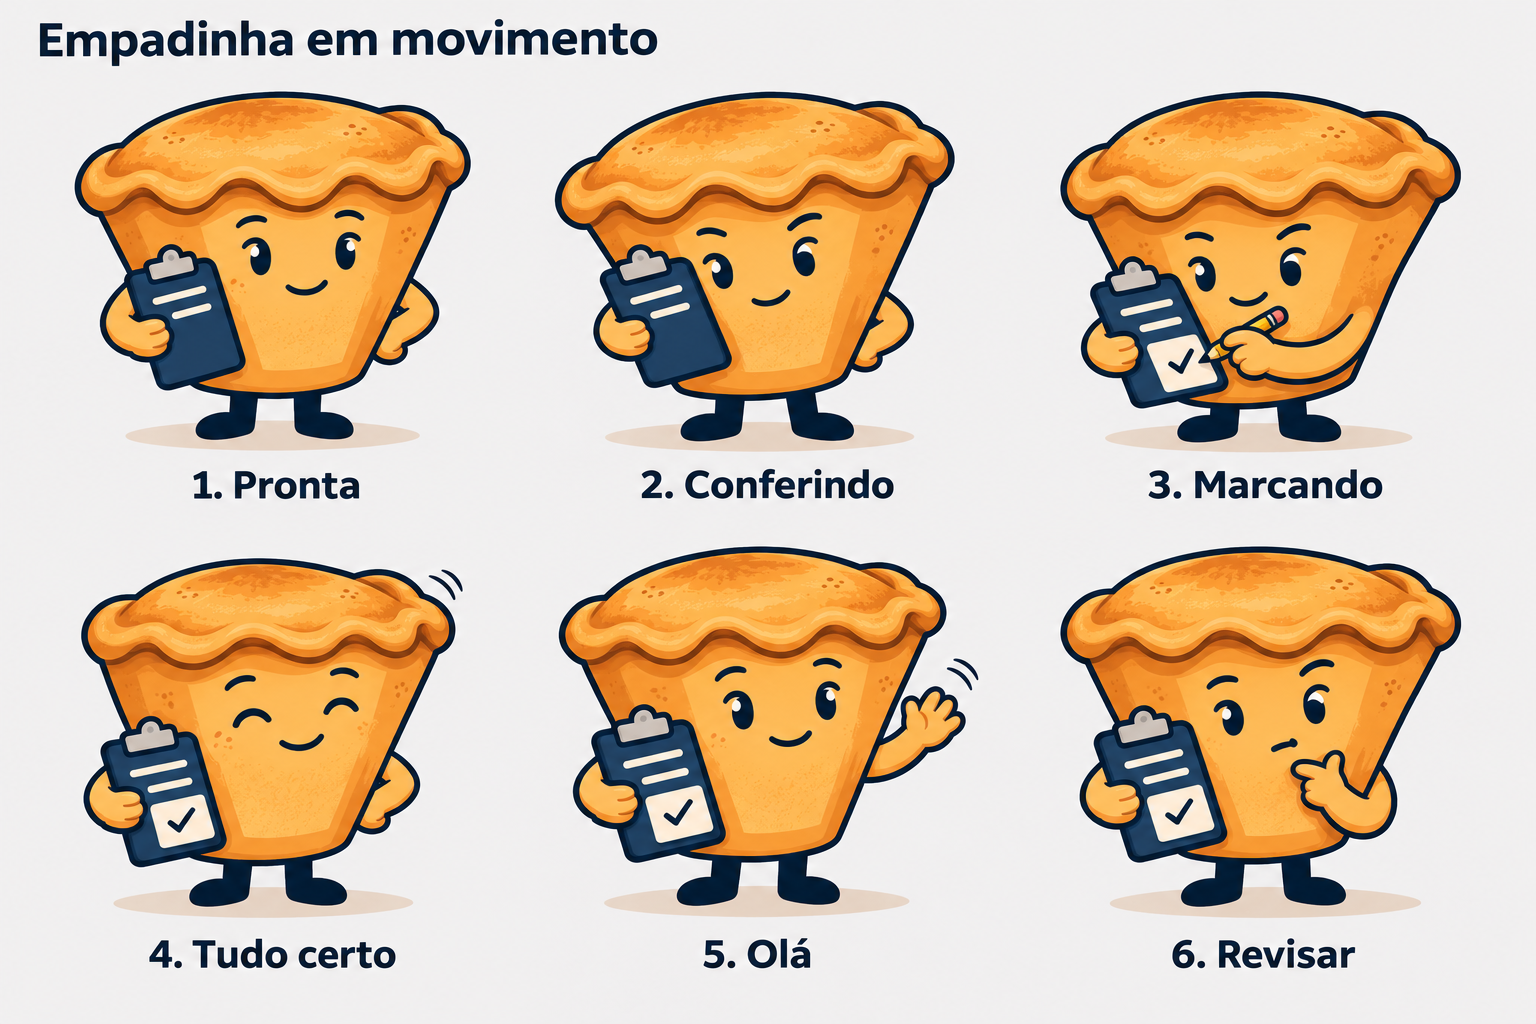 Empadinha em movimento
1. Pronta
2. Conferindo
3. Marcando
4. Tudo certo
5. Olá
6. Revisar